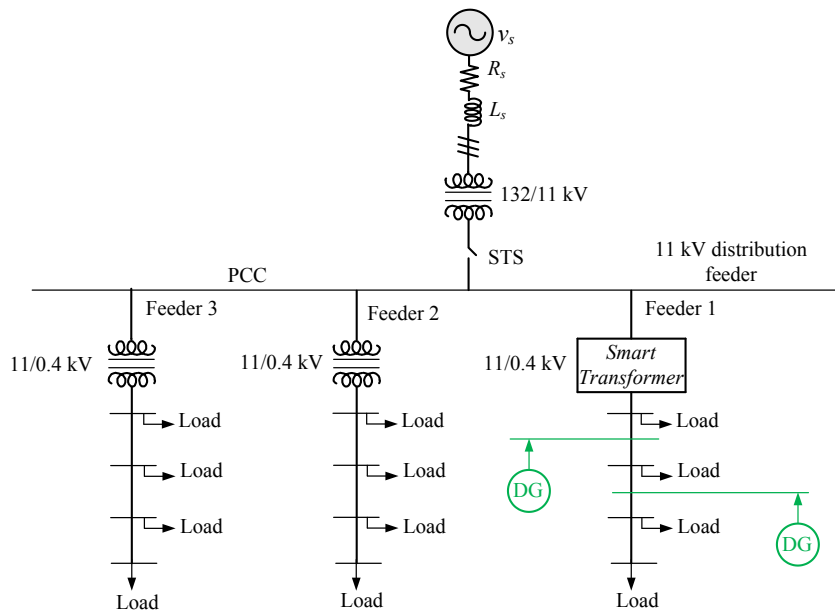 v_s
R_s
L_s
132/11 kV
STS
11 kV distribution
feeder
PCC
Feeder 3
Feeder 2
Feeder 1
11/0.4 kV
11/0.4 kV
11/0.4 kV
Smart
Transformer
Load
Load
Load
Load
Load
Load
DG
DG
Load
Load
Load
Load
Load
Load